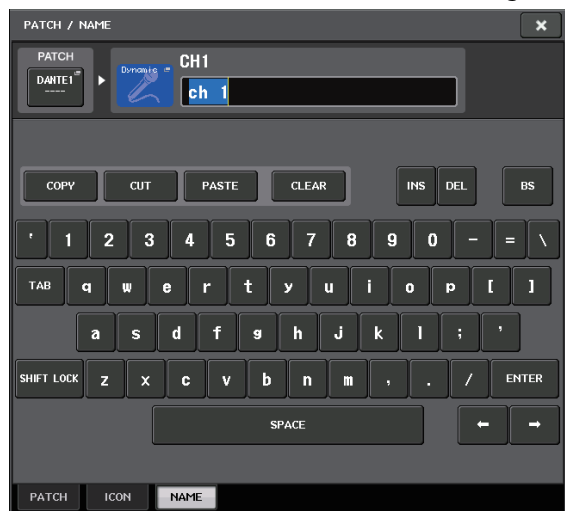 PATCH / NAME
PATCH
DANTE1
----
Dynamic
CH1
ch 1
COPY CUT PASTE CLEAR INS DEL BS
' 1 2 3 4 5 6 7 8 9 0 - = \
TAB q w e r t y u i o p [ ]
a s d f g h j k l ; '
SHIFT LOCK z x c v b n m , . / ENTER
SPACE ← →
PATCH ICON NAME